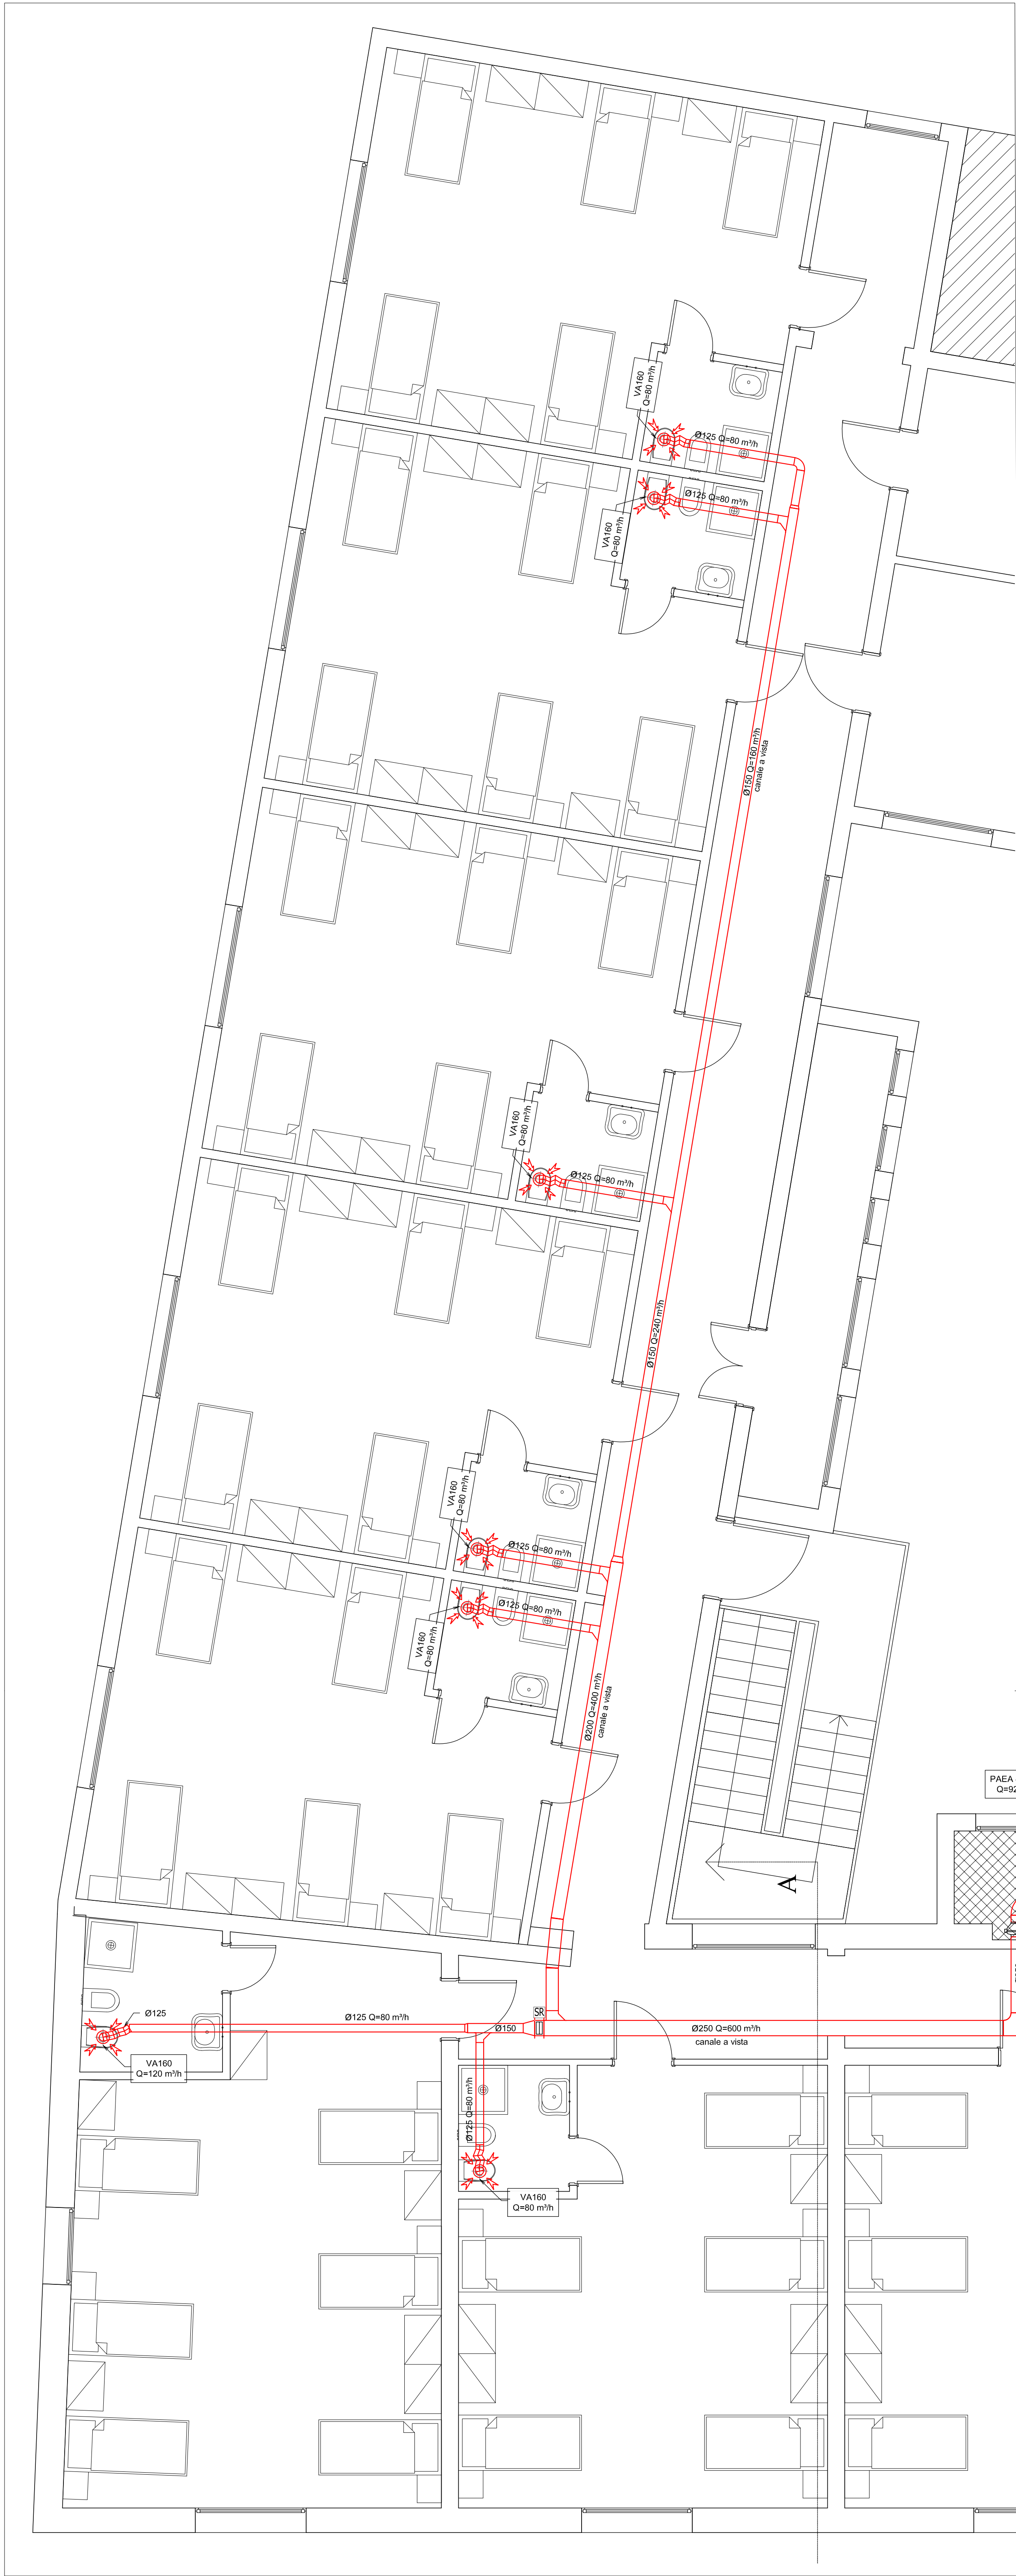 VA160
Q=80 m³/h
Ø125 Q=80 m³/h
Ø125 Q=80 m³/h
VA160
Q=80 m³/h
Ø150 Q=160 m³/h
canale a vista
VA160
Q=80 m³/h
Ø125 Q=80 m³/h
Ø150 Q=240 m³/h
VA160
Q=80 m³/h
Ø125 Q=80 m³/h
Ø125 Q=80 m³/h
VA160
Q=80 m³/h
Ø200 Q=400 m³/h
canale a vista
PAEA
Q=92
A
Ø125
Ø125 Q=80 m³/h
SR
Ø150
Ø250 Q=600 m³/h
canale a vista
VA160
Q=120 m³/h
Ø125 Q=80 m³/h
VA160
Q=80 m³/h